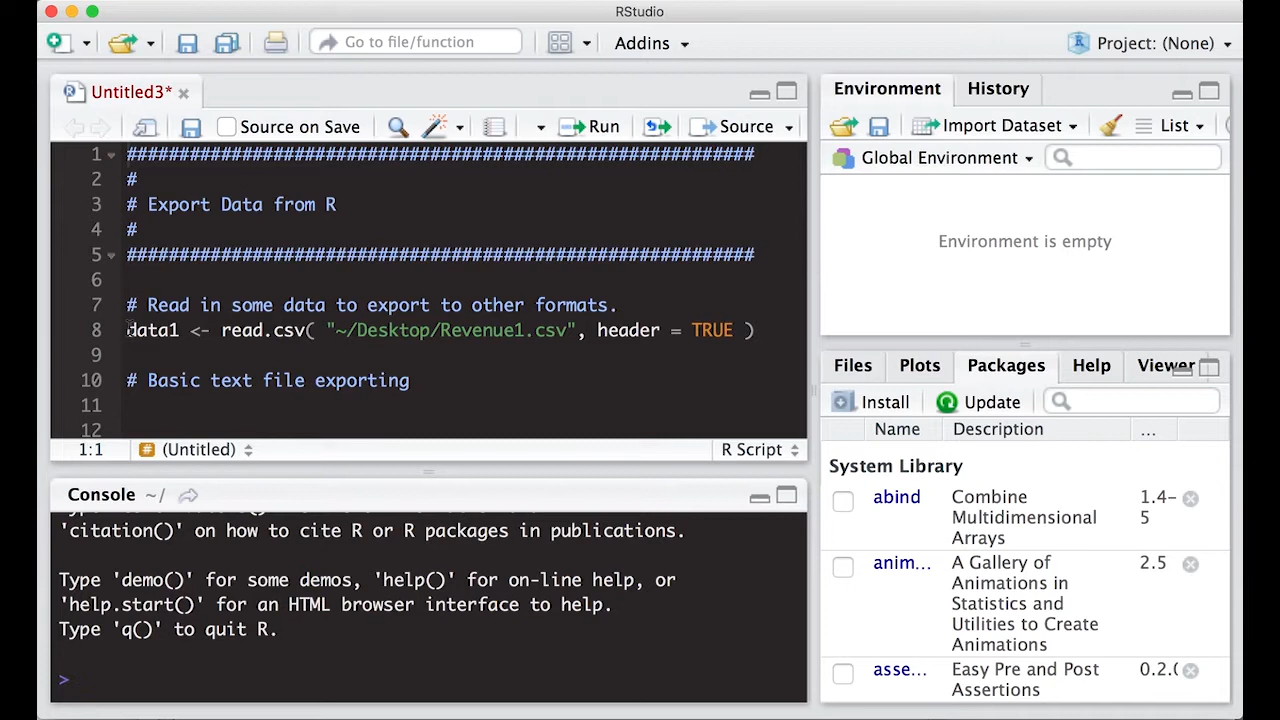 RStudio
Go to file/function
Addins
Project: (None)
Untitled3*
Source on Save
Run
Source
1 ############################################################
2 #
3 # Export Data from R
4 #
5 ############################################################
6
7 # Read in some data to export to other formats.
8 data1 <- read.csv( "~/Desktop/Revenue1.csv", header = TRUE )
9
10 # Basic text file exporting
11
12
1:1 (Untitled) R Script
Console ~/
'citation()' on how to cite R or R packages in publications.
Type 'demo()' for some demos, 'help()' for on-line help, or
'help.start()' for an HTML browser interface to help.
Type 'q()' to quit R.
>
Environment History
Import Dataset List
Global Environment
Environment is empty
Files Plots Packages Help Viewer
Install Update
Name Description ...
System Library
abind Combine 1.4-
Multidimensional 5
Arrays
anim... A Gallery of 2.5
Animations in
Statistics and
Utilities to Create
Animations
asse... Easy Pre and Post 0.2.0
Assertions